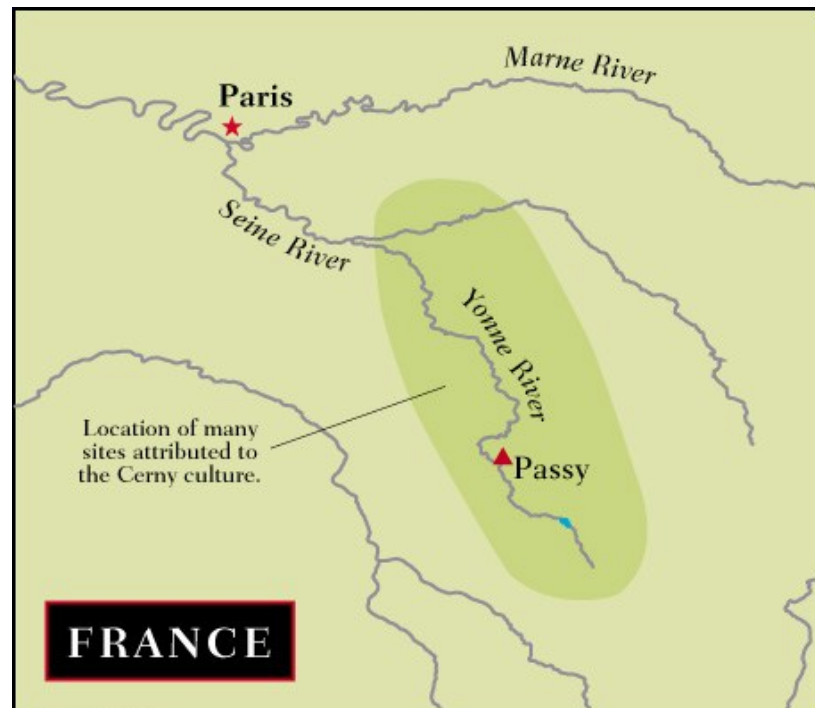 Marne River
Paris
Seine River
Yonne River
Location of many
sites attributed to
the Cerny culture.
Passy
FRANCE